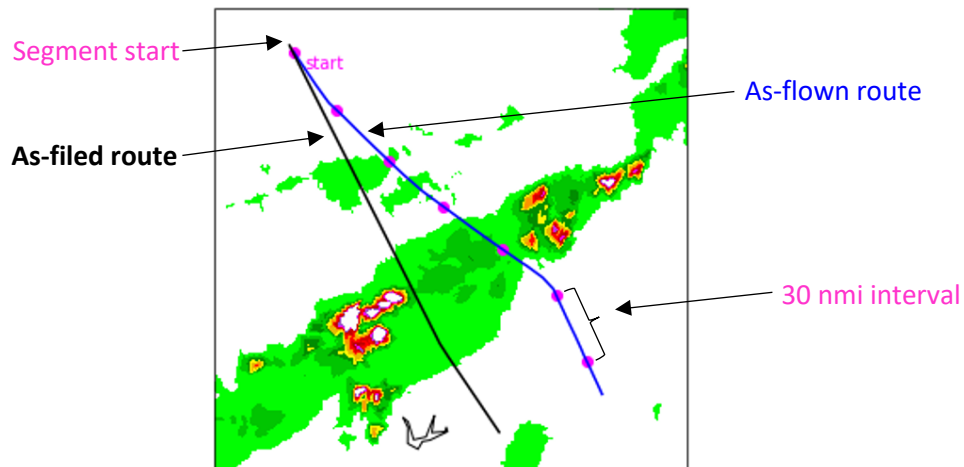 Segment start
start
As-flown route
As-filed route
30 nmi interval